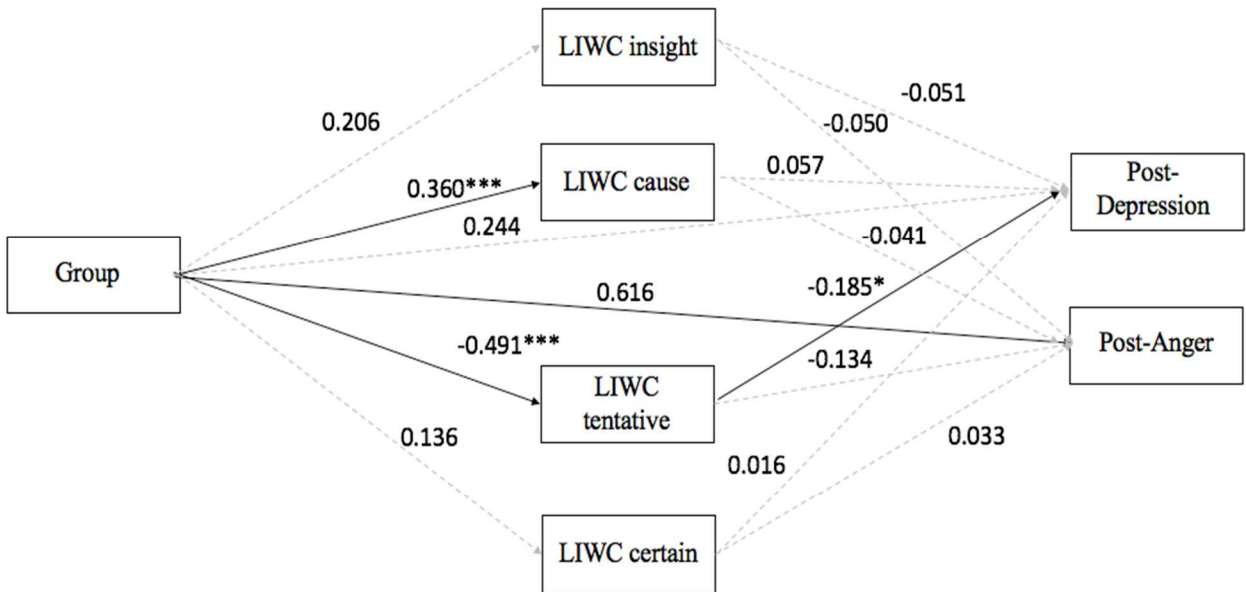 LIWC insight
-0.051
0.206
-0.050
LIWC cause
0.057
0.360***
Post-
Depression
0.244
-0.041
Group
-0.185*
0.616
Post-Anger
-0.491***
-0.134
LIWC
tentative
0.136
0.033
0.016
LIWC certain